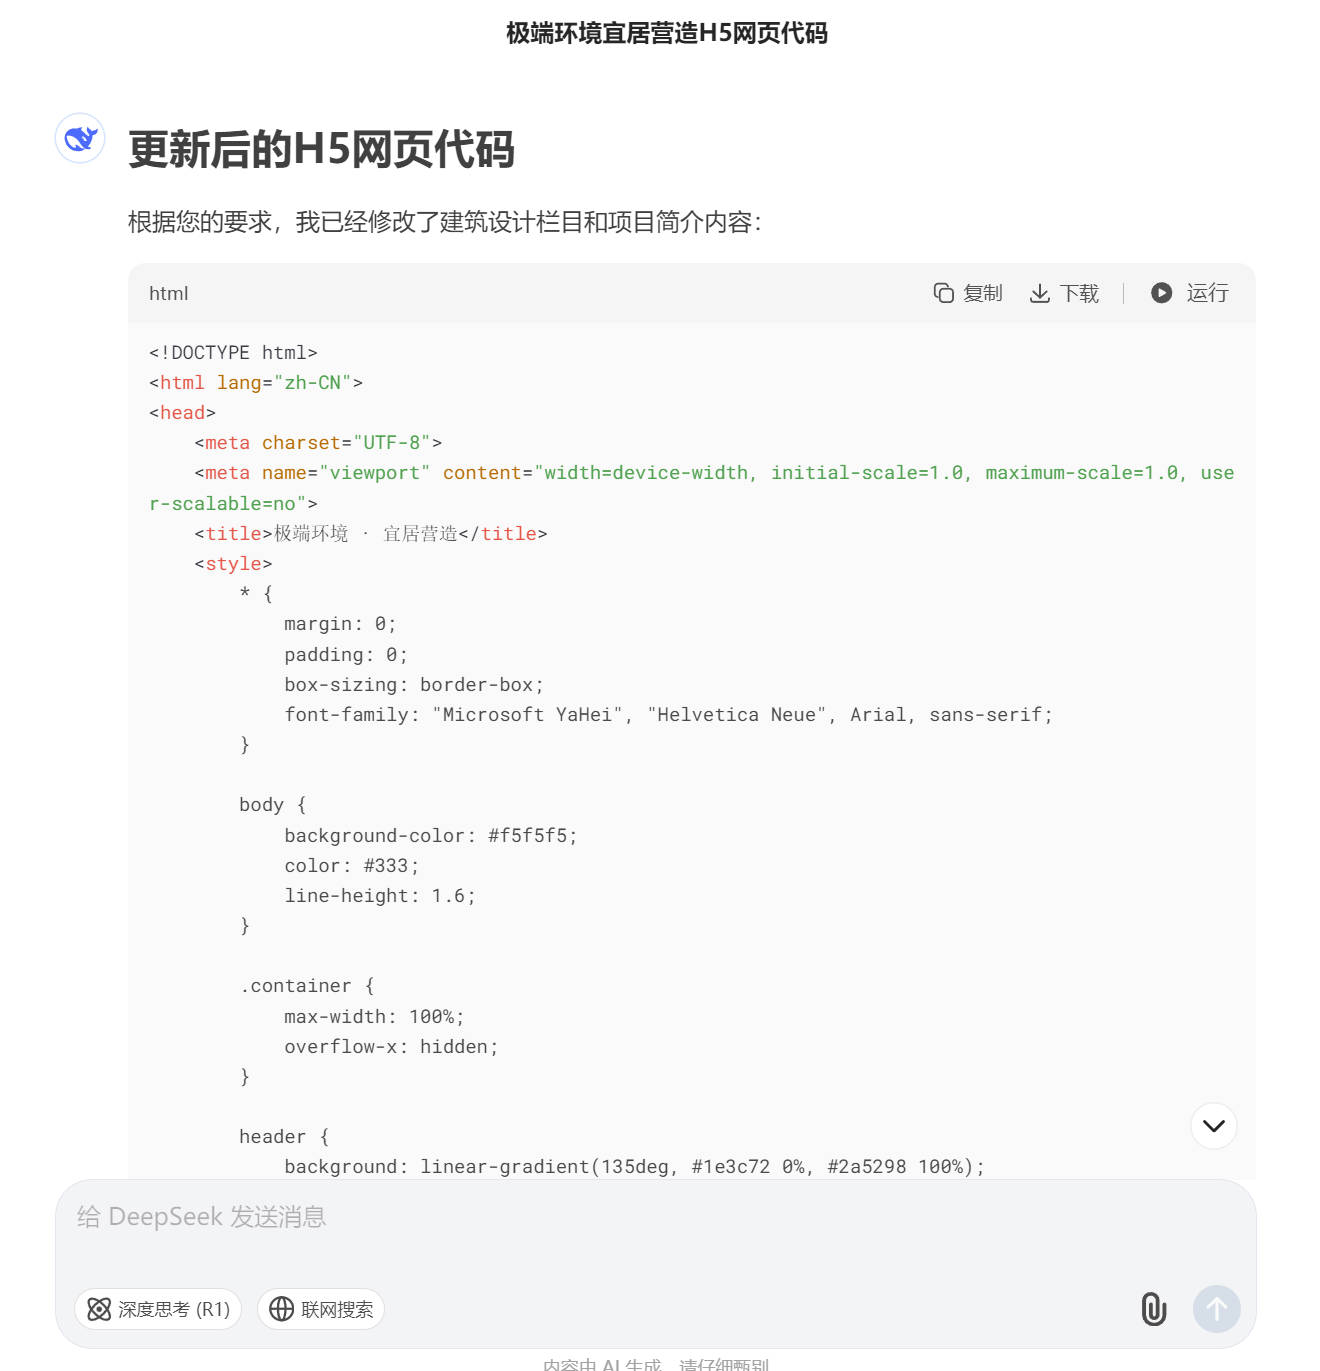 极端环境宜居营造H5网页代码
更新后的H5网页代码
根据您的要求，我已经修改了建筑设计栏目和项目简介内容：
html 复制 下载 运行
<!DOCTYPE html>
<html lang="zh-CN">
<head>
    <meta charset="UTF-8">
    <meta name="viewport" content="width=device-width, initial-scale=1.0, maximum-scale=1.0, use
r-scalable=no">
    <title>极端环境 · 宜居营造</title>
    <style>
        * {
            margin: 0;
            padding: 0;
            box-sizing: border-box;
            font-family: "Microsoft YaHei", "Helvetica Neue", Arial, sans-serif;
        }
        body {
            background-color: #f5f5f5;
            color: #333;
            line-height: 1.6;
        }
        .container {
            max-width: 100%;
            overflow-x: hidden;
        }
        header {
            background: linear-gradient(135deg, #1e3c72 0%, #2a5298 100%);
给 DeepSeek 发送消息
深度思考 (R1) 联网搜索
内容由 AI 生成，请仔细甄别